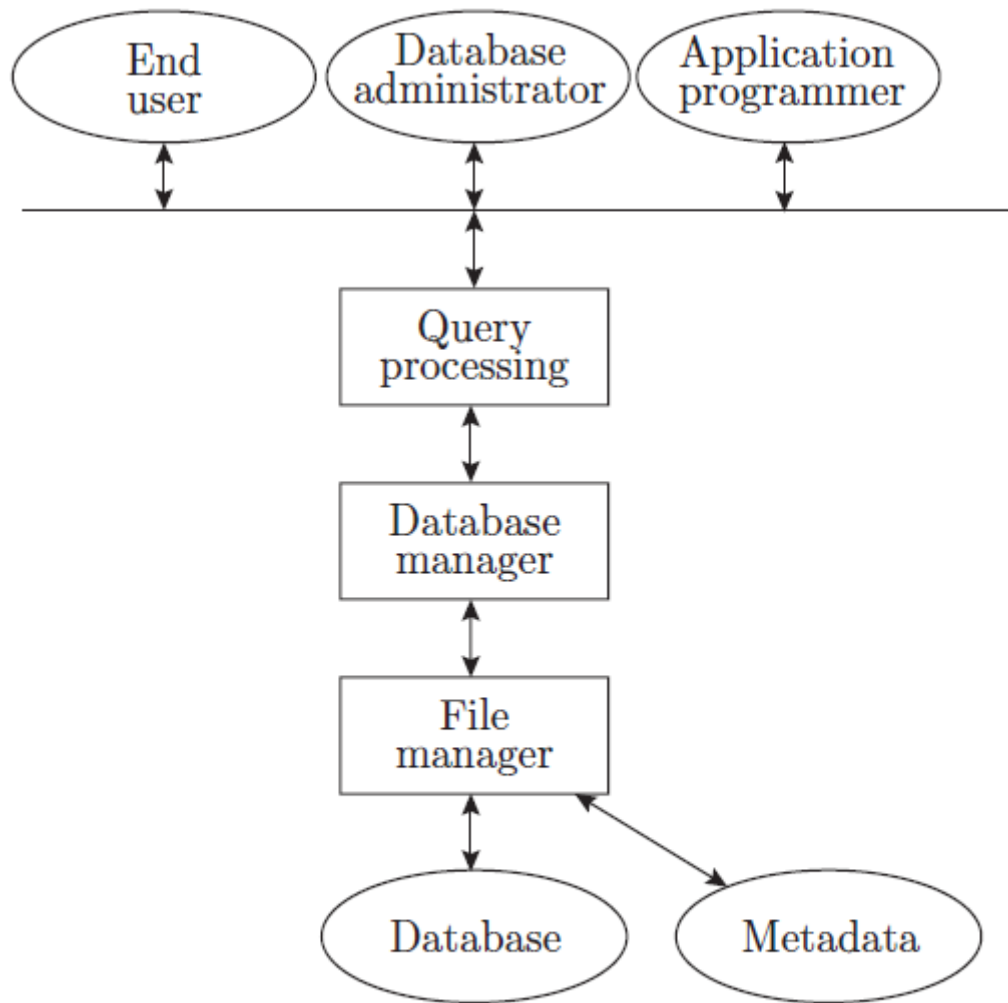 End
user
Database
administrator
Application
programmer
Query
processing
Database
manager
File
manager
Database
Metadata